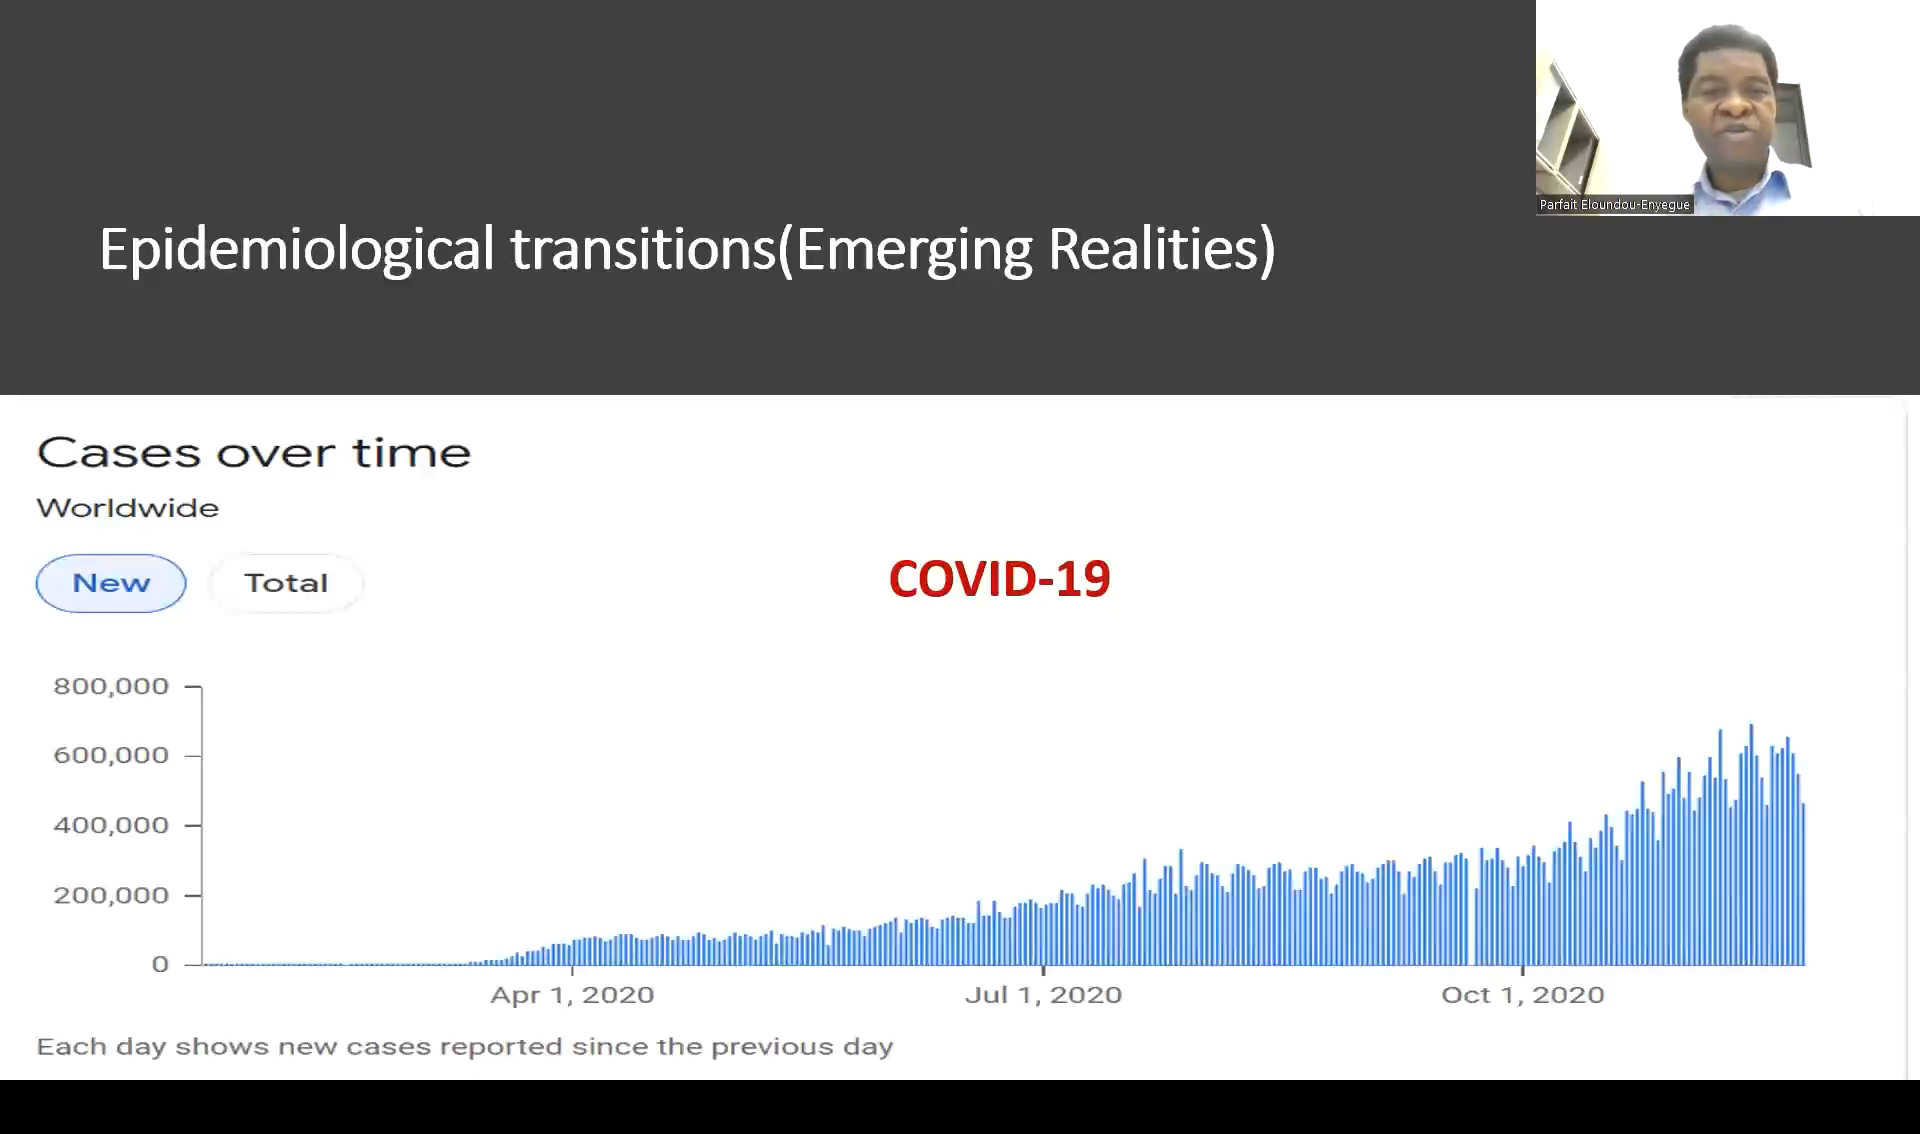 Parfait Eloundou-Enyegue
Epidemiological transitions(Emerging Realities)
Cases over time
Worldwide
New Total
COVID-19
800,000
600,000
400,000
200,000
0
Apr 1, 2020 Jul 1, 2020 Oct 1, 2020
Each day shows new cases reported since the previous day